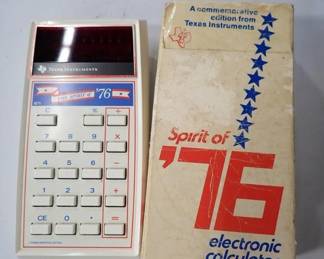 TEXAS INSTRUMENTS
THE SPIRIT of '76
C
%
÷
7
8
9
×
4
5
6
−
1
2
3
+
CE
0
·
=
A commemorative
edition from
Texas Instruments
Spirit of
'76
electronic
calculator